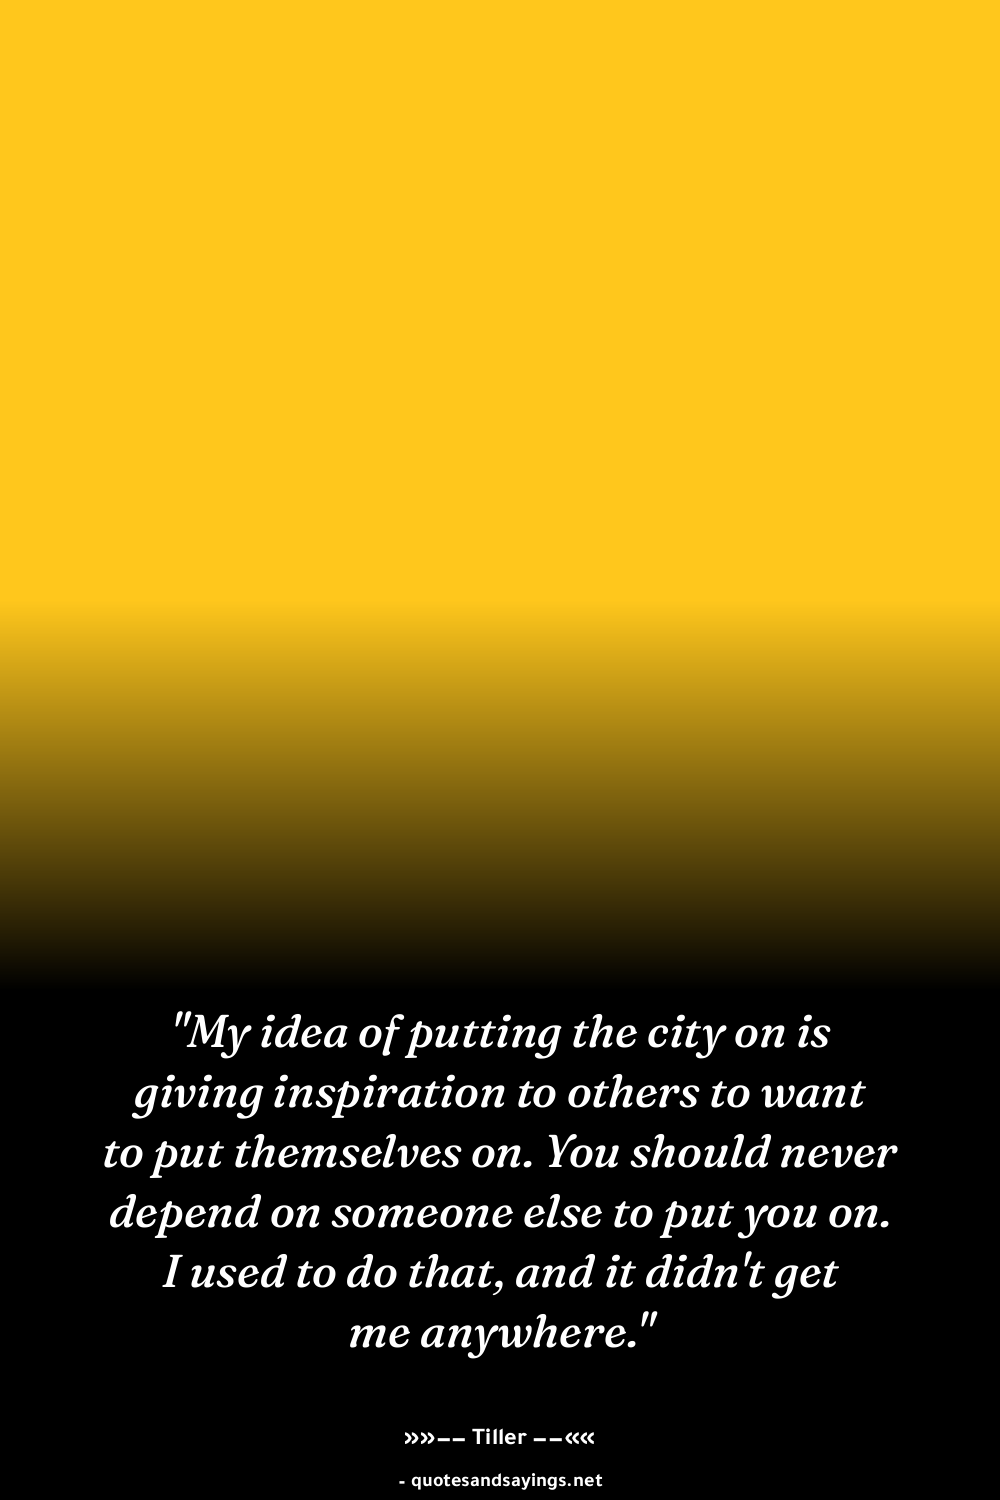 "My idea of putting the city on is
giving inspiration to others to want
to put themselves on. You should never
depend on someone else to put you on.
I used to do that, and it didn't get
me anywhere."
»»−− Tiller −−««
- quotesandsayings.net